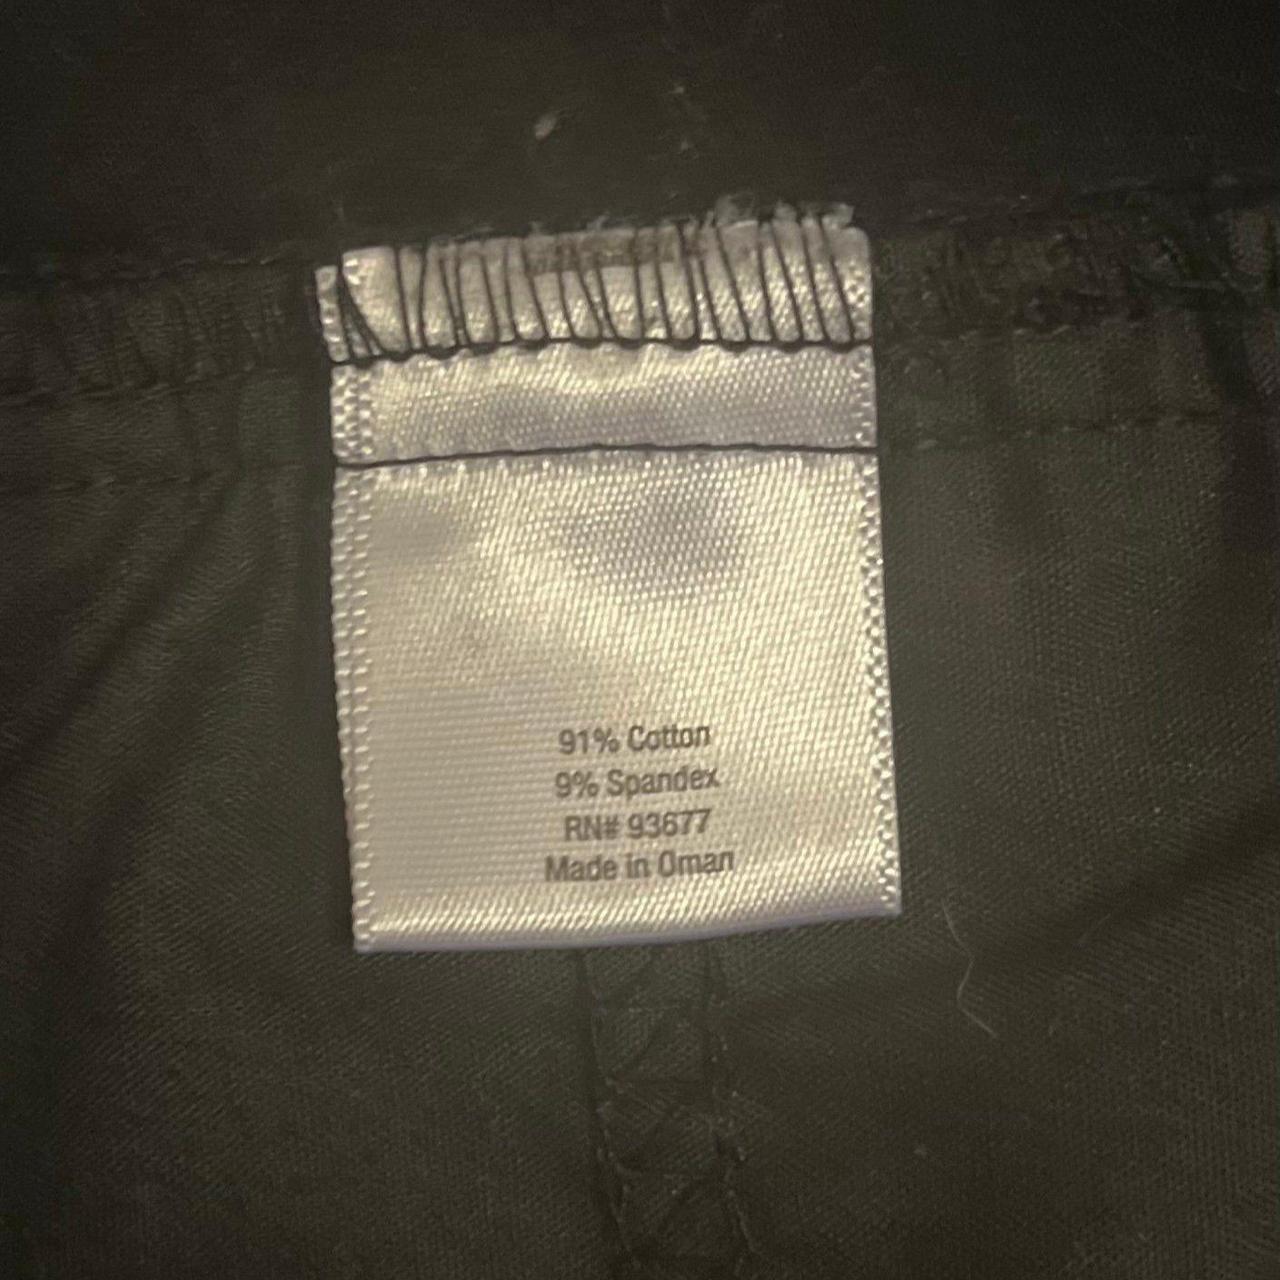 91% Cotton
9% Spandex
RN# 93677
Made in Oman